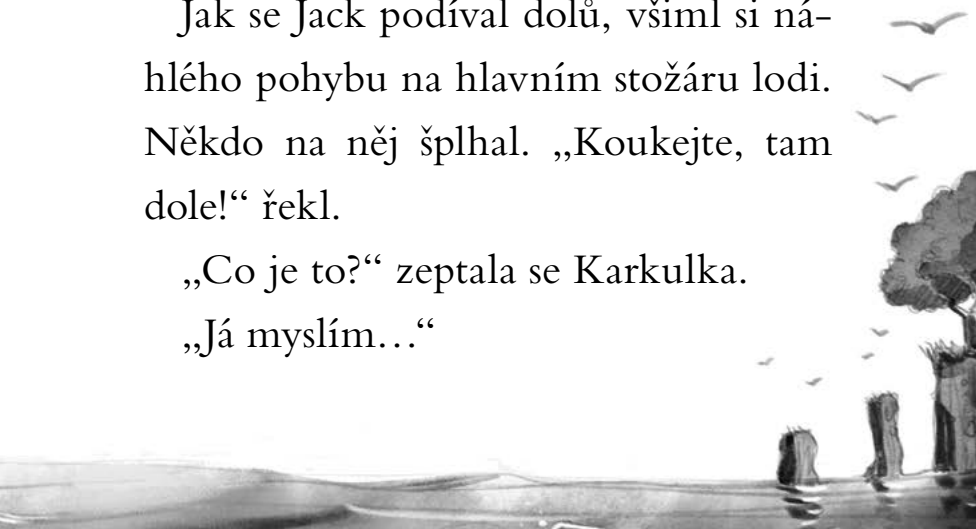 Jak se Jack podíval dolů, všiml si ná-
hlého pohybu na hlavním stožáru lodi.
Někdo na něj šplhal. „Koukejte, tam
dole!“ řekl.
„Co je to?“ zeptala se Karkulka.
„Já myslím…“